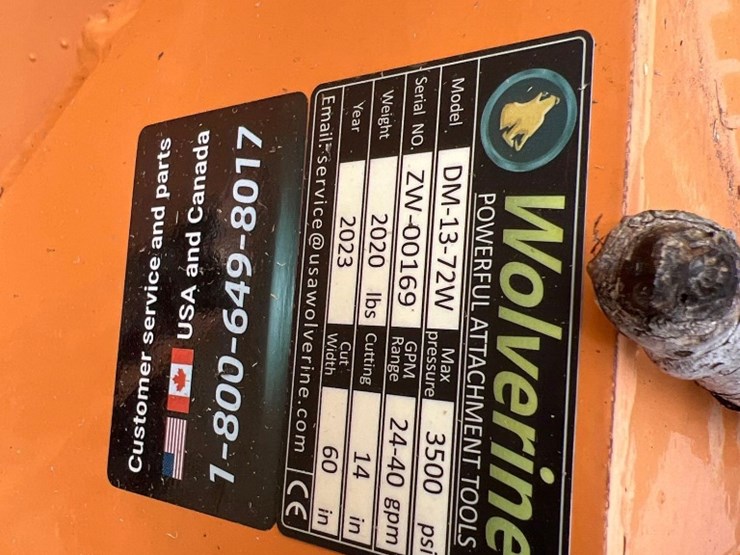 Wolverine
POWERFUL ATTACHMENT TOOLS
Model DM-13-72W Max pressure 3500 psi
Serial NO. ZW-00169 GPM Range 24-40 gpm
Weight 2020 lbs Cutting 14 in
Year 2023 Cut Width 60 in
Email: service@usawolverine.com CE
1-800-649-8017
USA and Canada
Customer service and parts